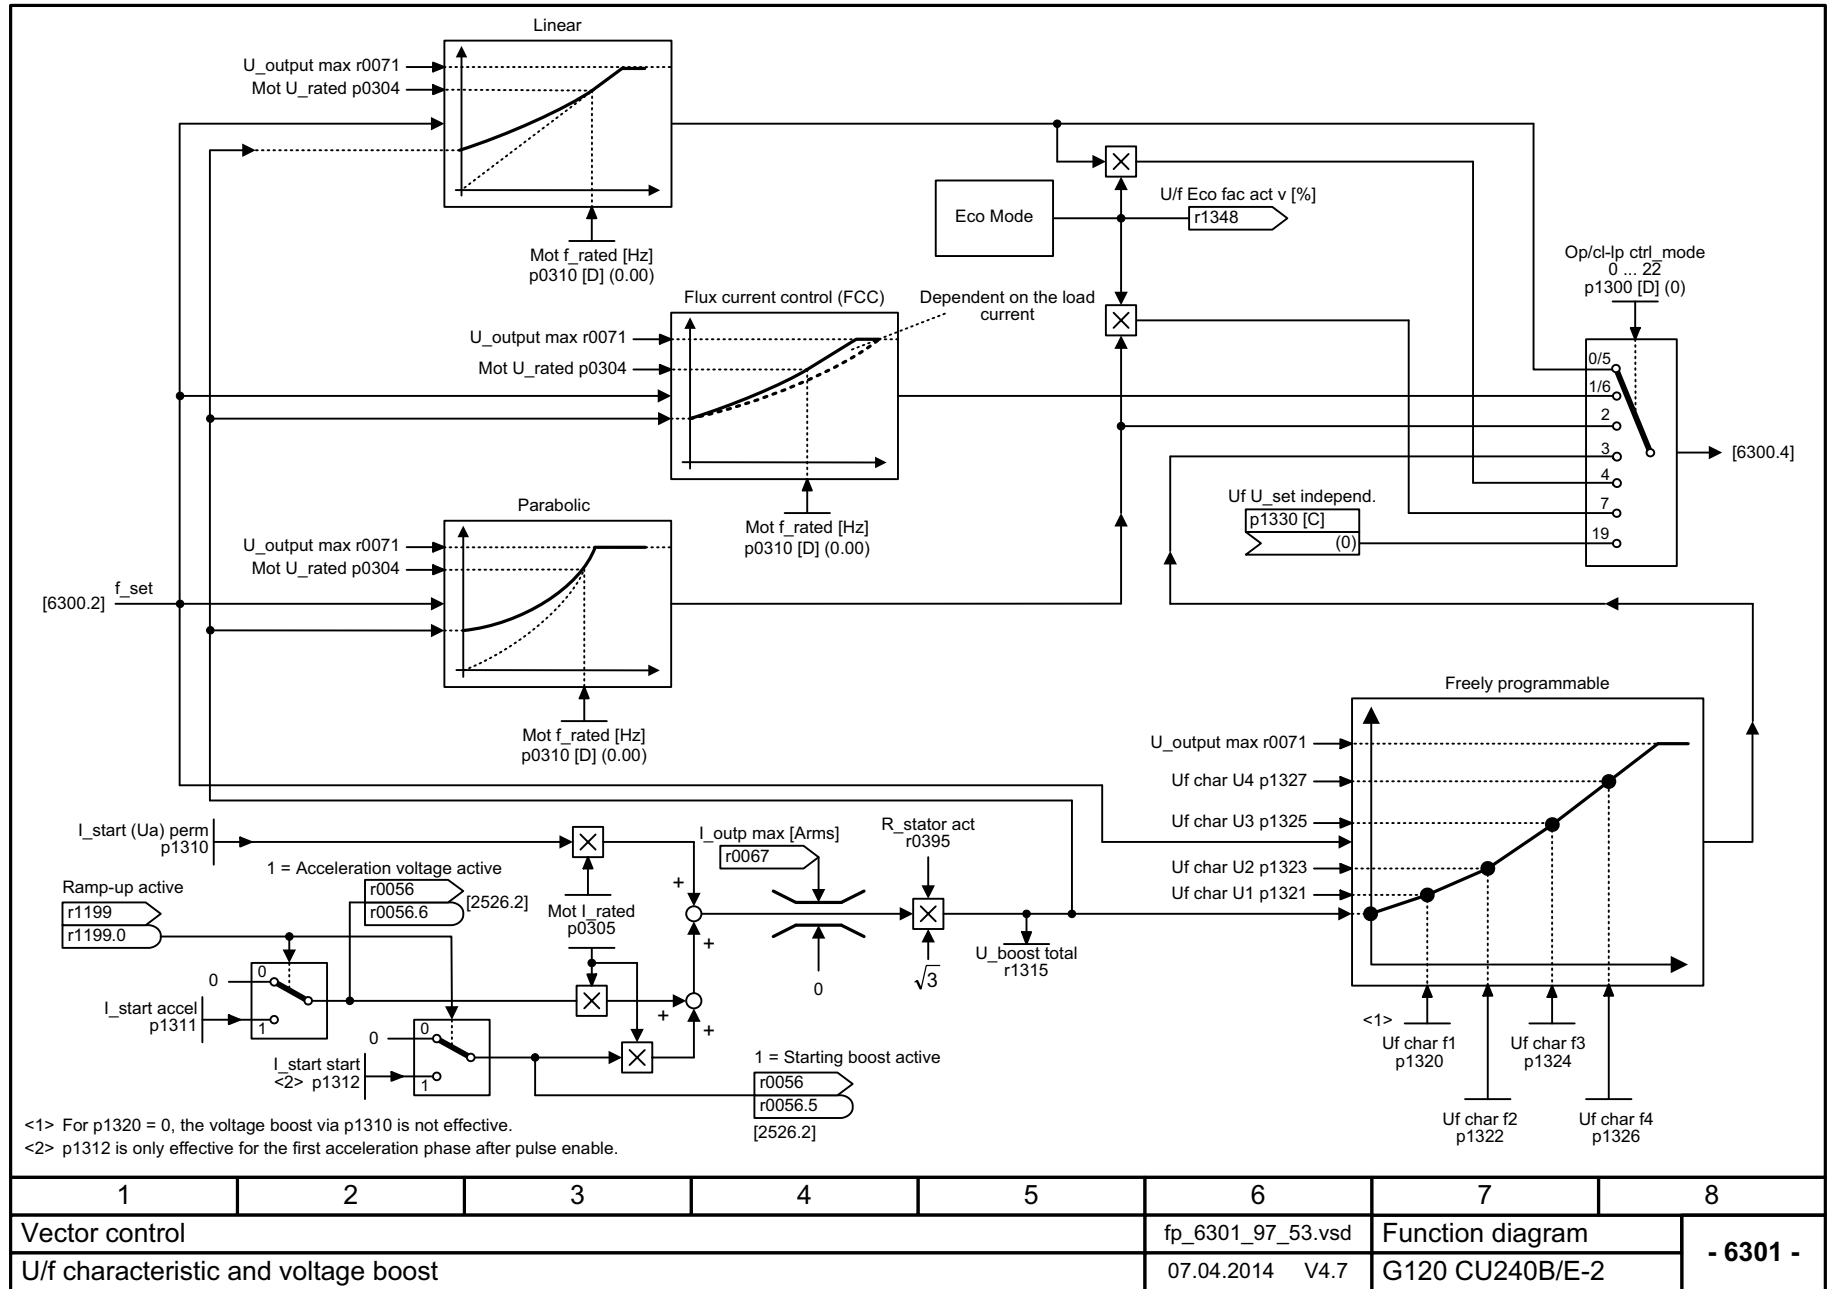 Linear
U_output max r0071
Mot U_rated p0304
Mot f_rated [Hz]
p0310 [D] (0.00)
Eco Mode
U/f Eco fac act v [%]
r1348
Op/cl-lp ctrl_mode
0 ... 22
p1300 [D] (0)
Flux current control (FCC)
Dependent on the load
current
U_output max r0071
Mot U_rated p0304
Mot f_rated [Hz]
p0310 [D] (0.00)
0/5
1/6
2
3
4
7
19
[6300.4]
Uf U_set independ.
p1330 [C]
(0)
Parabolic
U_output max r0071
Mot U_rated p0304
[6300.2]
f_set
Mot f_rated [Hz]
p0310 [D] (0.00)
Freely programmable
U_output max r0071
Uf char U4 p1327
Uf char U3 p1325
Uf char U2 p1323
Uf char U1 p1321
<1>
Uf char f1
p1320
Uf char f3
p1324
Uf char f2
p1322
Uf char f4
p1326
I_start (Ua) perm
p1310
1 = Acceleration voltage active
r0056
r0056.6
[2526.2]
Ramp-up active
r1199
r1199.0
Mot I_rated
p0305
I_outp max [Arms]
r0067
R_stator act
r0395
+
+
+
+
0
√3
U_boost total
r1315
0
0
1
I_start accel
p1311
0
0
1
I_start start
<2> p1312
1 = Starting boost active
r0056
r0056.5
[2526.2]
<1> For p1320 = 0, the voltage boost via p1310 is not effective.
<2> p1312 is only effective for the first acceleration phase after pulse enable.
1 2 3 4 5 6 7 8
Vector control
fp_6301_97_53.vsd
Function diagram
- 6301 -
U/f characteristic and voltage boost
07.04.2014 V4.7
G120 CU240B/E-2